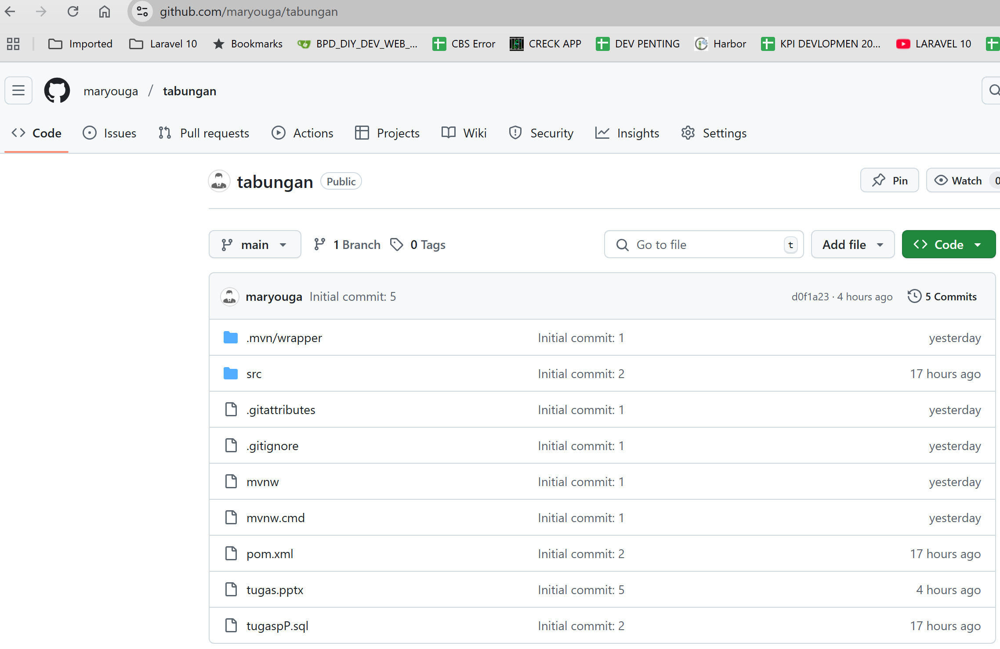 github.com/maryouga/tabungan
Imported Laravel 10 Bookmarks BPD_DIY_DEV_WEB_... CBS Error CRECK APP DEV PENTING Harbor KPI DEVLOPMEN 20... LARAVEL 10
maryouga / tabungan
Code Issues Pull requests Actions Projects Wiki Security Insights Settings
tabungan Public Pin Watch 0
main 1 Branch 0 Tags Go to file t Add file Code
maryouga Initial commit: 5 d0f1a23 · 4 hours ago 5 Commits
.mvn/wrapper Initial commit: 1 yesterday
src Initial commit: 2 17 hours ago
.gitattributes Initial commit: 1 yesterday
.gitignore Initial commit: 1 yesterday
mvnw Initial commit: 1 yesterday
mvnw.cmd Initial commit: 1 yesterday
pom.xml Initial commit: 2 17 hours ago
tugas.pptx Initial commit: 5 4 hours ago
tugaspP.sql Initial commit: 2 17 hours ago